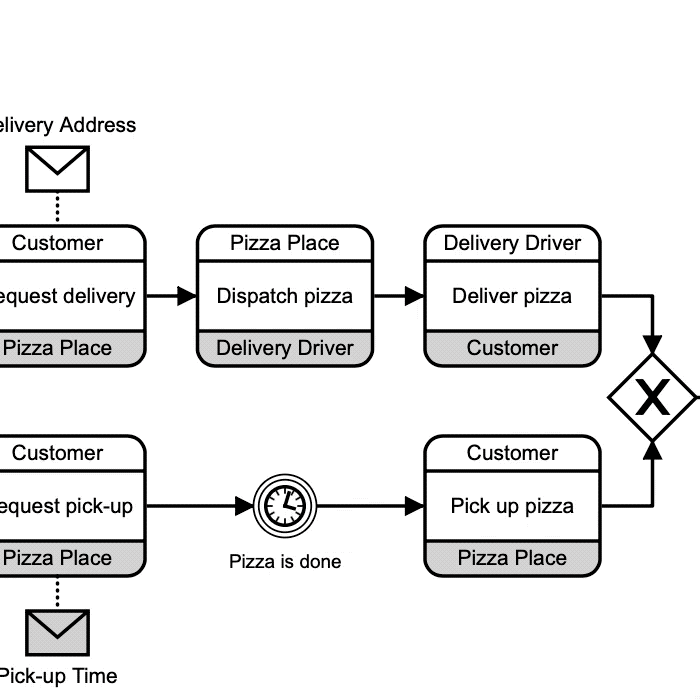 elivery Address
Customer
equest delivery
Pizza Place
Pizza Place
Dispatch pizza
Delivery Driver
Delivery Driver
Deliver pizza
Customer
X
Customer
equest pick-up
Pizza Place
Pizza is done
Customer
Pick up pizza
Pizza Place
Pick-up Time